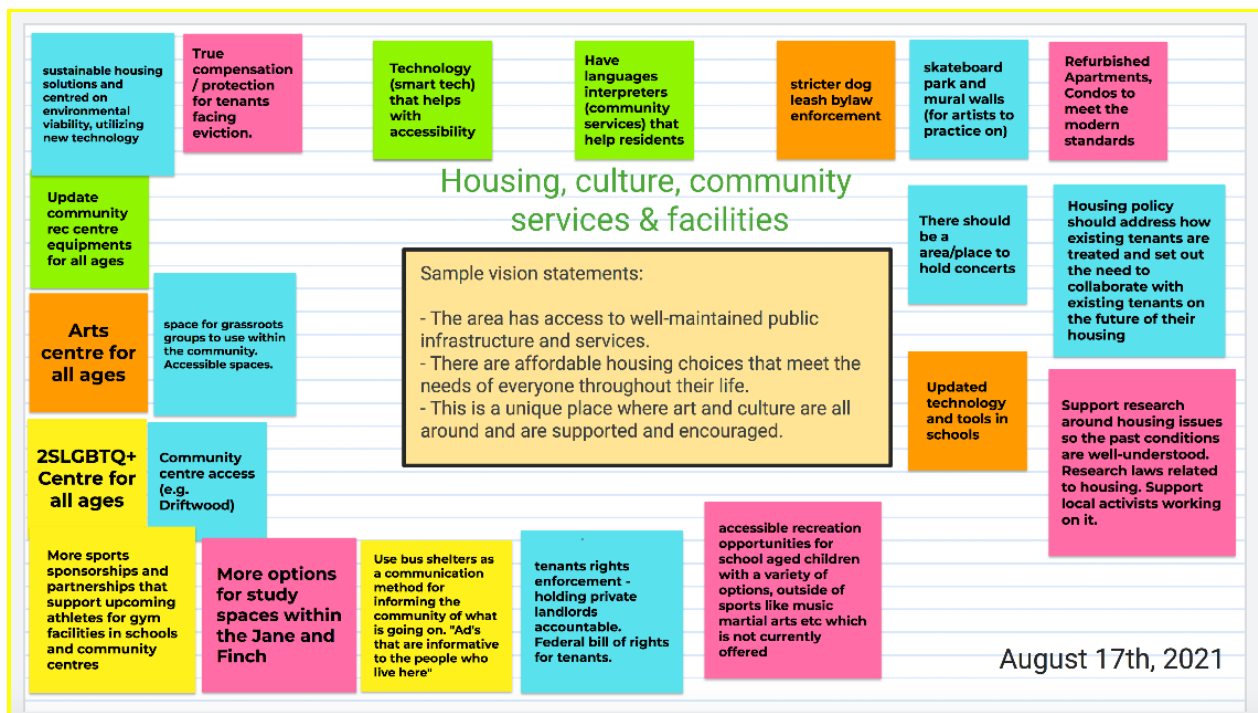 sustainable housing
solutions and
centred on
environmental
viability, utilizing
new technology
True
compensation
/ protection
for tenants
facing
eviction.
Technology
(smart tech)
that helps
with
accessibility
Have
languages
interpreters
(community
services) that
help residents
stricter dog
leash bylaw
enforcement
skateboard
park and
mural walls
(for artists to
practice on)
Refurbished
Apartments,
Condos to
meet the
modern
standards
Housing, culture, community
services & facilities
Update
community
rec centre
equipments
for all ages
Sample vision statements:
- The area has access to well-maintained public
infrastructure and services.
- There are affordable housing choices that meet the
needs of everyone throughout their life.
- This is a unique place where art and culture are all
around and are supported and encouraged.
There should
be a
area/place to
hold concerts
Housing policy
should address how
existing tenants are
treated and set out
the need to
collaborate with
existing tenants on
the future of their
housing
Arts
centre for
all ages
space for grassroots
groups to use within
the community.
Accessible spaces.
Updated
technology
and tools in
schools
Support research
around housing issues
so the past conditions
are well-understood.
Research laws related
to housing. Support
local activists working
on it.
2SLGBTQ+
Centre for
all ages
Community
centre access
(e.g.
Driftwood)
More sports
sponsorships and
partnerships that
support upcoming
athletes for gym
facilities in schools
and community
centres
More options
for study
spaces within
the Jane and
Finch
Use bus shelters as
a communication
method for
informing the
community of what
is going on. "Ad's
that are informative
to the people who
live here"
tenants rights
enforcement -
holding private
landlords
accountable.
Federal bill of rights
for tenants.
accessible recreation
opportunities for
school aged children
with a variety of
options, outside of
sports like music
martial arts etc which
is not currently
offered
August 17th, 2021